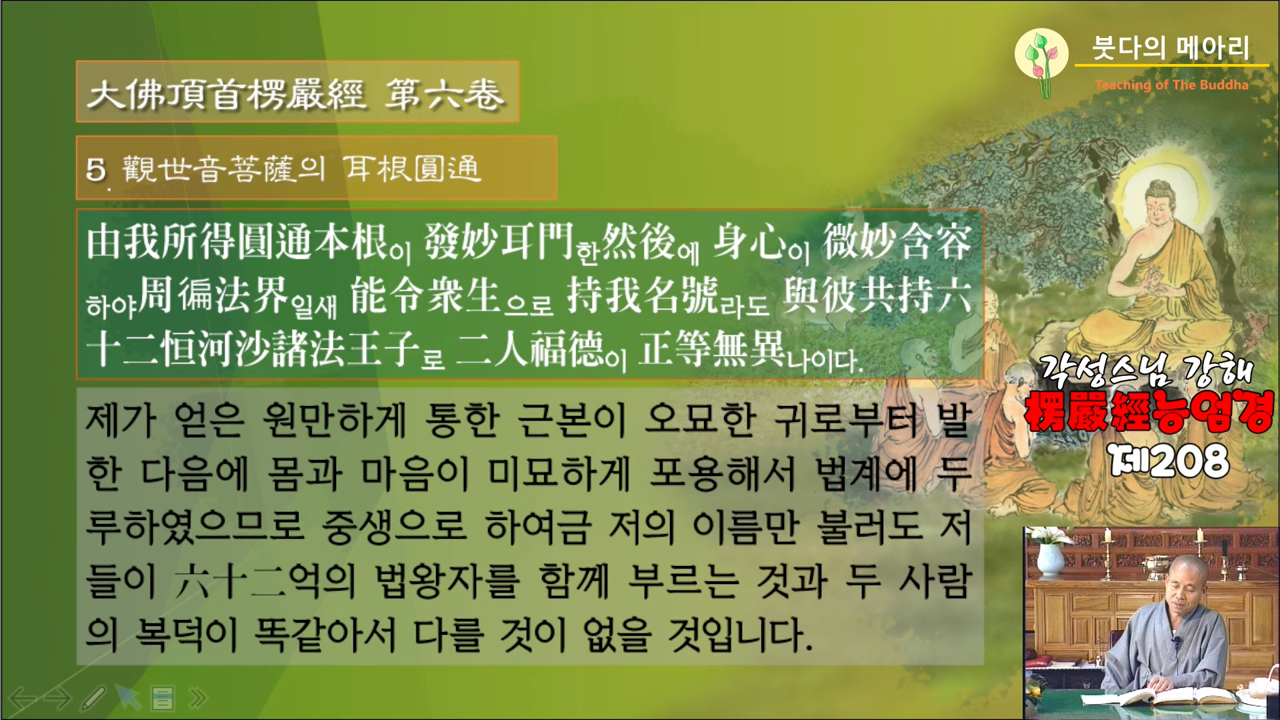 大佛頂首楞嚴經 第六卷
5. 觀世音菩薩의 耳根圓通
由我所得圓通本根이 發妙耳門한然後에 身心이 微妙含容
하야周徧法界일새 能令衆生으로 持我名號라도 與彼共持六
十二恒河沙諸法王子로 二人福德이 正等無異나이다.
제가 얻은 원만하게 통한 근본이 오묘한 귀로부터 발
한 다음에 몸과 마음이 미묘하게 포용해서 법계에 두
루하였으므로 중생으로 하여금 저의 이름만 불러도 저
들이 六十二억의 법왕자를 함께 부르는 것과 두 사람
의 복덕이 똑같아서 다를 것이 없을 것입니다.
붓다의 메아리
Teaching of The Buddha
각성스님 강해
楞嚴經능엄경
제208